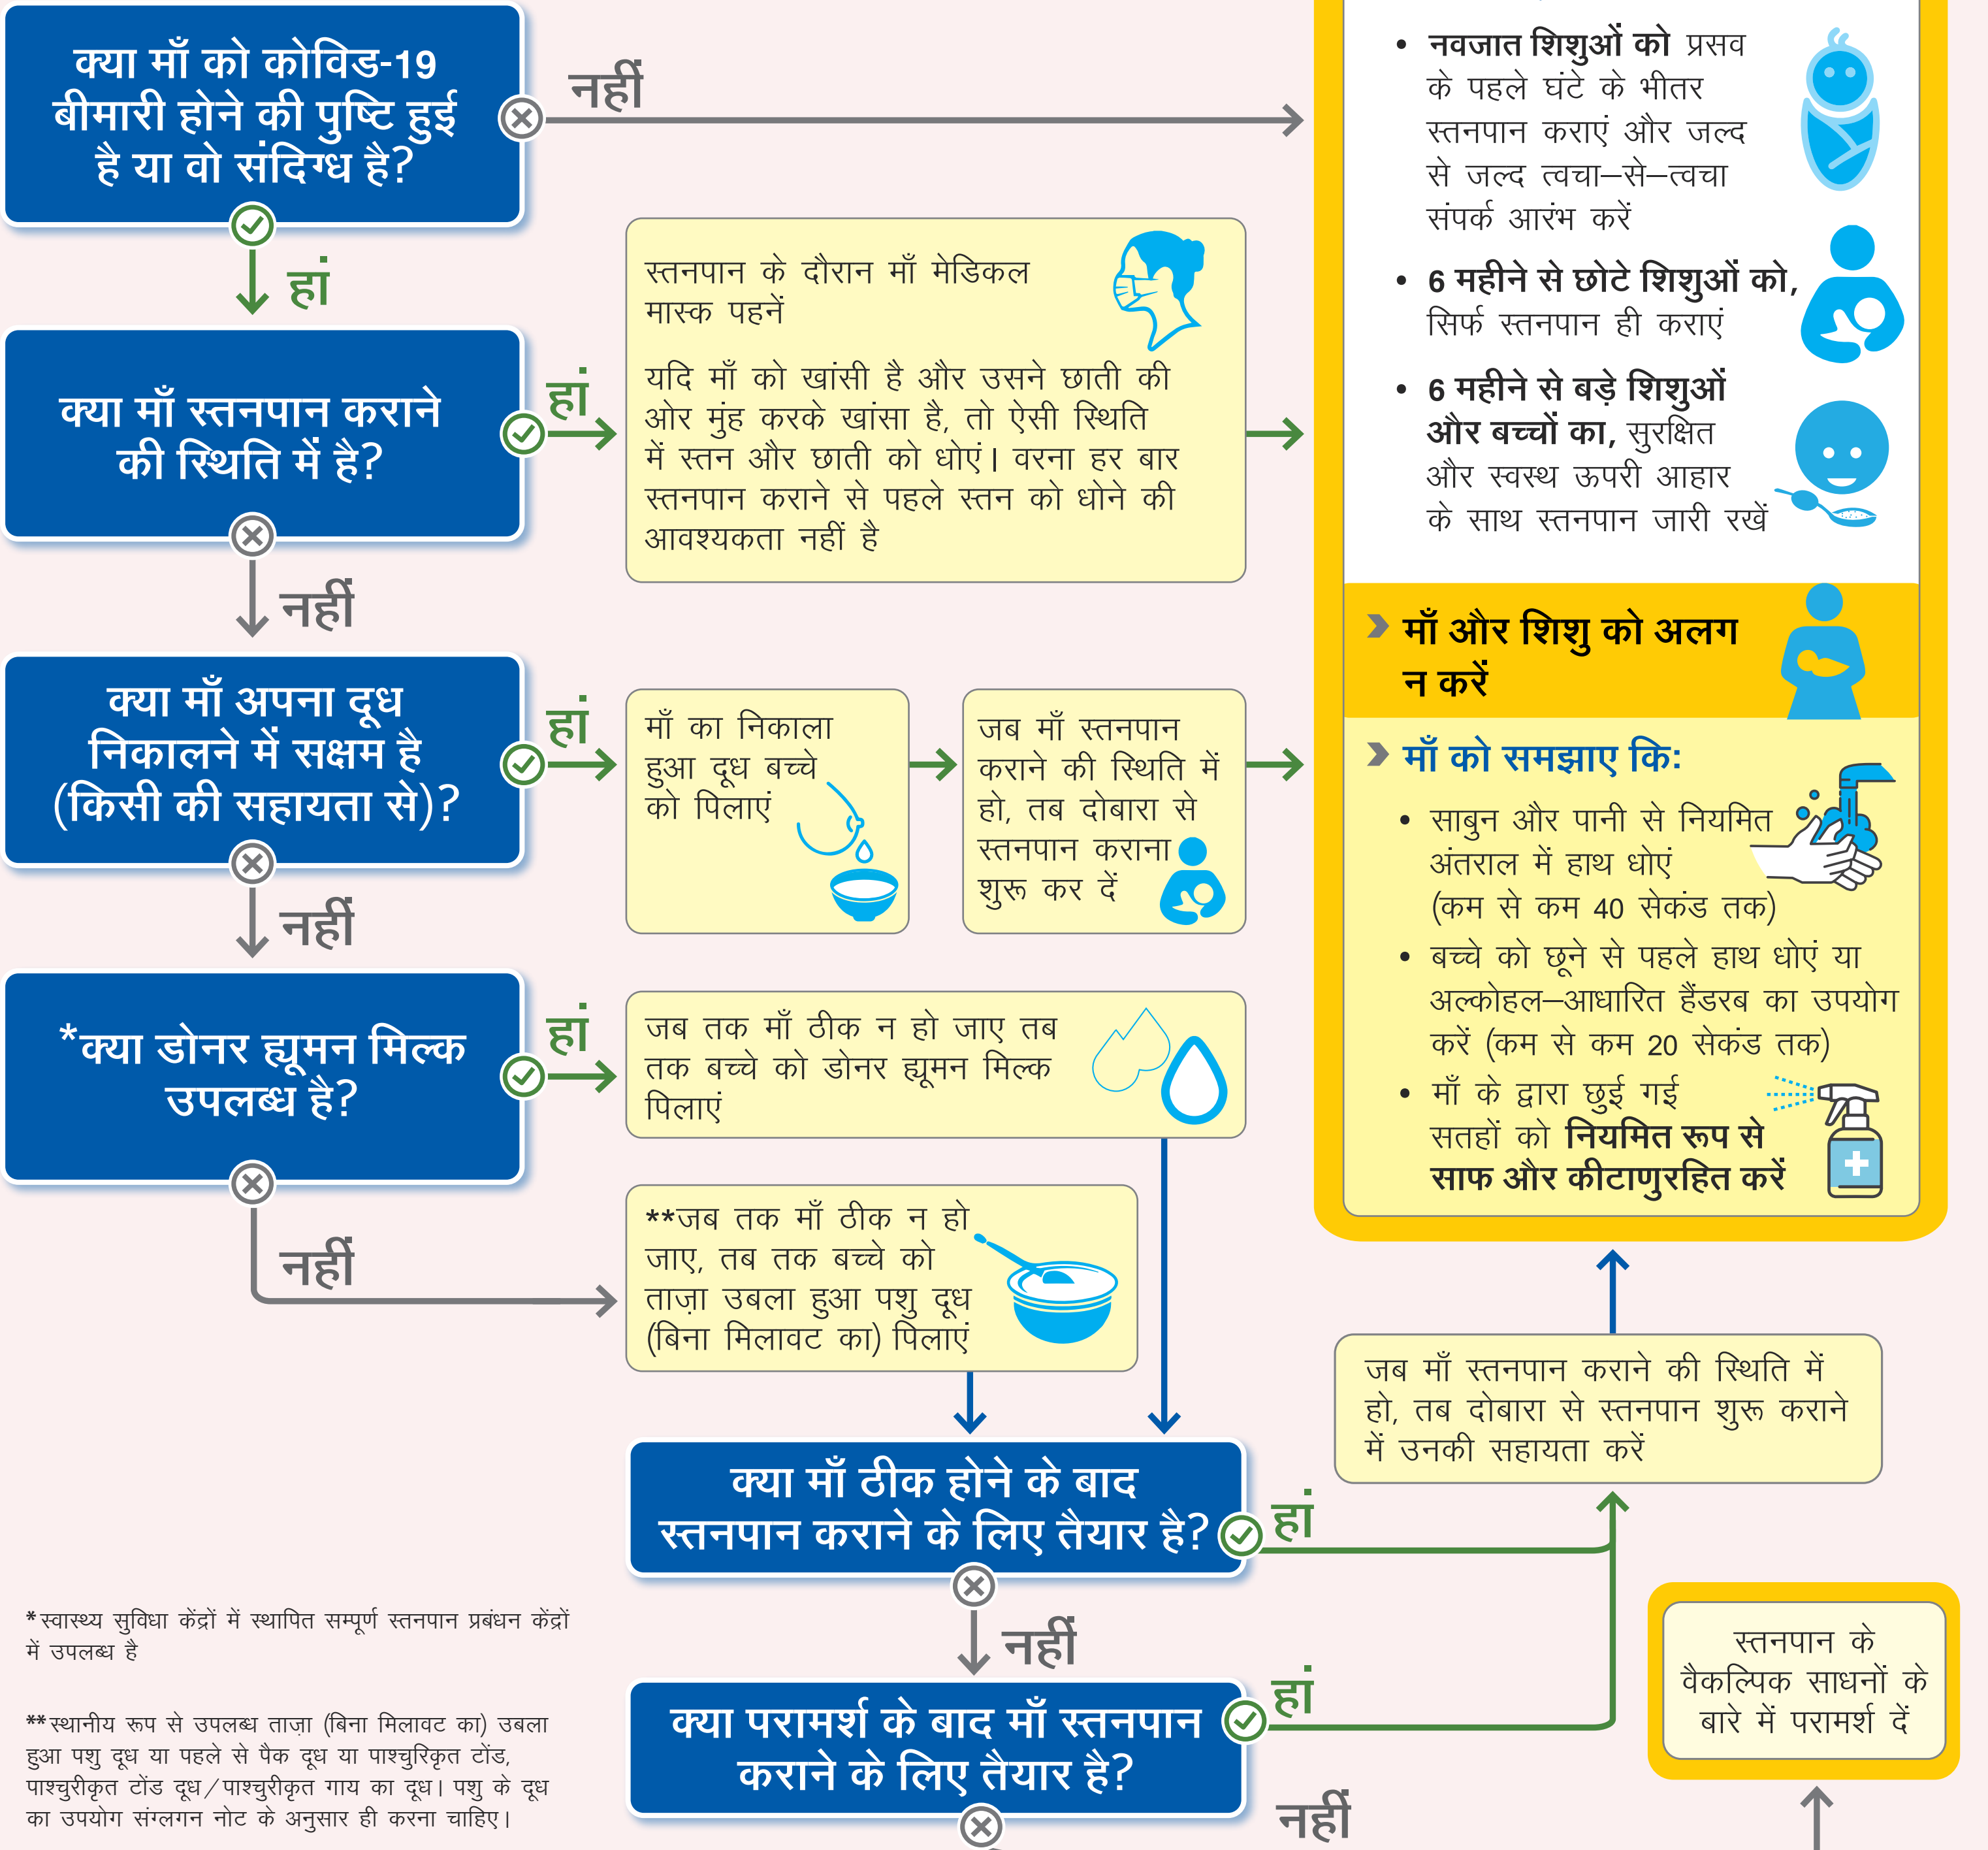 क्या माँ को कोविड-19
बीमारी होने की पुष्टि हुई
है या वो संदिग्ध है?
नहीं
हां
क्या माँ स्तनपान कराने
की स्थिति में है?
हां
स्तनपान के दौरान माँ मेडिकल
मास्क पहनें
यदि माँ को खांसी है और उसने छाती की
ओर मुंह करके खांसा है, तो ऐसी स्थिति
में स्तन और छाती को धोएं। वरना हर बार
स्तनपान कराने से पहले स्तन को धोने की
आवश्यकता नहीं है
नहीं
क्या माँ अपना दूध
निकालने में सक्षम है
(किसी की सहायता से)?
हां
माँ का निकाला
हुआ दूध बच्चे
को पिलाएं
जब माँ स्तनपान
कराने की स्थिति में
हो, तब दोबारा से
स्तनपान कराना
शुरू कर दें
नहीं
*क्या डोनर ह्यूमन मिल्क
उपलब्ध है?
हां
जब तक माँ ठीक न हो जाए तब
तक बच्चे को डोनर ह्यूमन मिल्क
पिलाएं
नहीं
**जब तक माँ ठीक न हो
जाए, तब तक बच्चे को
ताज़ा उबला हुआ पशु दूध
(बिना मिलावट का) पिलाएं
• नवजात शिशुओं को प्रसव
के पहले घंटे के भीतर
स्तनपान कराएं और जल्द
से जल्द त्वचा–से–त्वचा
संपर्क आरंभ करें
• 6 महीने से छोटे शिशुओं को,
सिर्फ स्तनपान ही कराएं
• 6 महीने से बड़े शिशुओं
और बच्चों का, सुरक्षित
और स्वस्थ ऊपरी आहार
के साथ स्तनपान जारी रखें
माँ और शिशु को अलग
न करें
माँ को समझाए कि:
• साबुन और पानी से नियमित
अंतराल में हाथ धोएं
(कम से कम 40 सेकंड तक)
• बच्चे को छूने से पहले हाथ धोएं या
अल्कोहल–आधारित हैंडरब का उपयोग
करें (कम से कम 20 सेकंड तक)
• माँ के द्वारा छुई गई
सतहों को नियमित रूप से
साफ और कीटाणुरहित करें
जब माँ स्तनपान कराने की स्थिति में
हो, तब दोबारा से स्तनपान शुरू कराने
में उनकी सहायता करें
क्या माँ ठीक होने के बाद
स्तनपान कराने के लिए तैयार है?
हां
नहीं
क्या परामर्श के बाद माँ स्तनपान
कराने के लिए तैयार है?
हां
नहीं
स्तनपान के
वैकल्पिक साधनों के
बारे में परामर्श दें
*स्वास्थ्य सुविधा केंद्रों में स्थापित सम्पूर्ण स्तनपान प्रबंधन केंद्रों
में उपलब्ध है
**स्थानीय रूप से उपलब्ध ताज़ा (बिना मिलावट का) उबला
हुआ पशु दूध या पहले से पैक दूध या पाश्चुरिकृत टोंड,
पाश्चुरीकृत टोंड दूध/पाश्चुरीकृत गाय का दूध। पशु के दूध
का उपयोग संग्लगन नोट के अनुसार ही करना चाहिए।